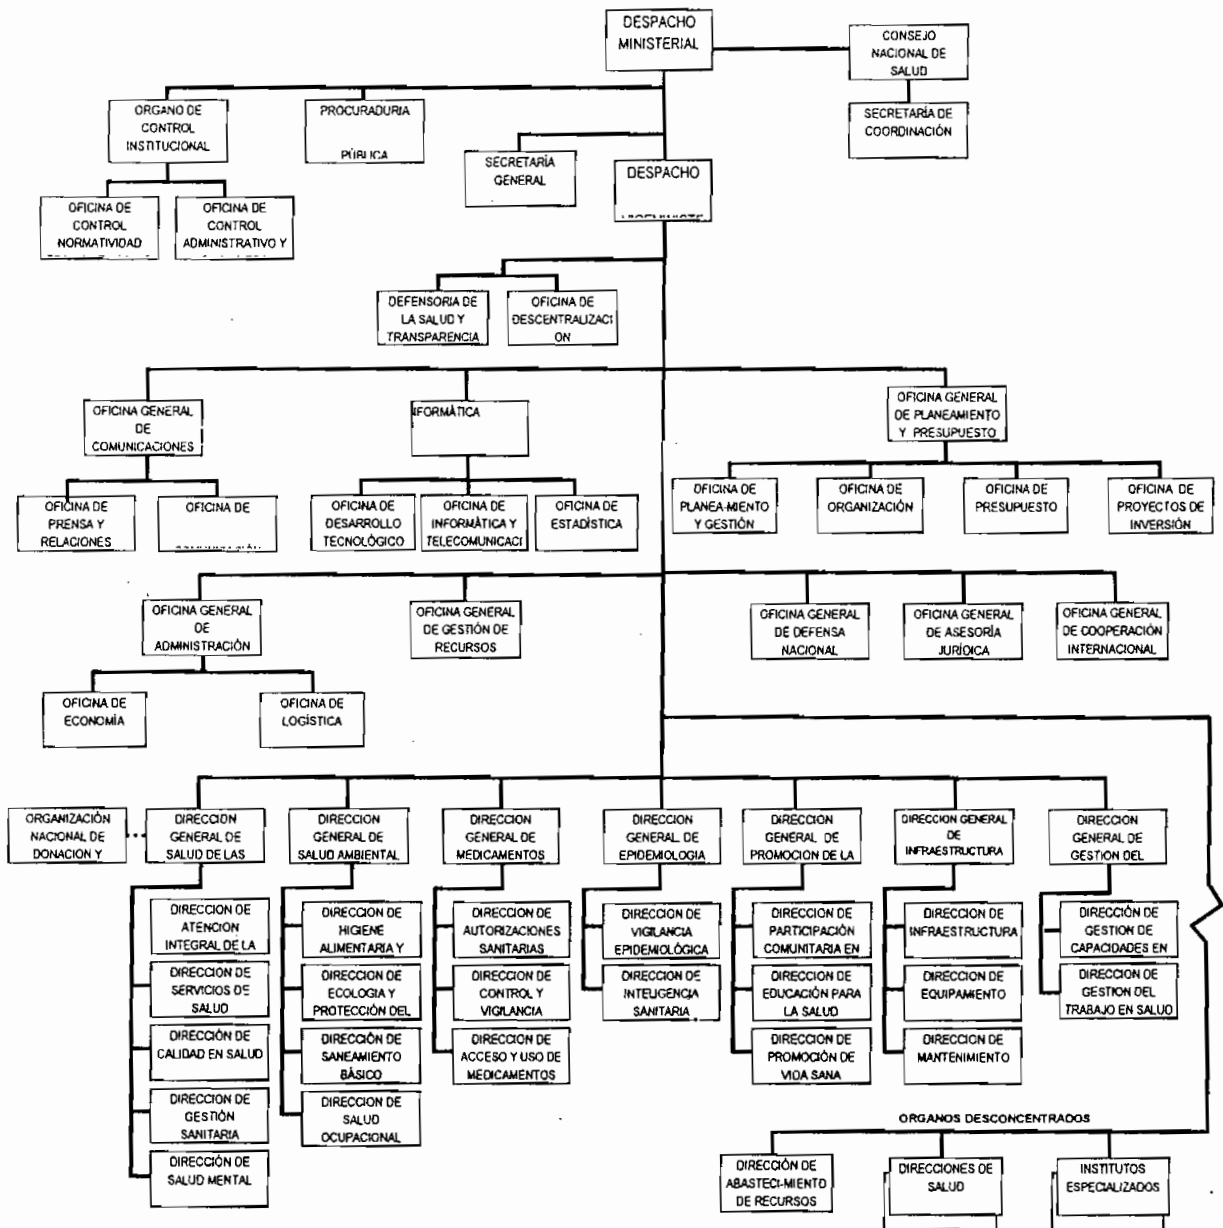 DESPACHO
MINISTERIAL
CONSEJO
NACIONAL DE
SALUD
SECRETARÍA DE
COORDINACIÓN
ORGANO DE
CONTROL
INSTITUCIONAL
PROCURADURIA
PÚBLICA
SECRETARÍA
GENERAL
DESPACHO
OFICINA DE
CONTROL
NORMATIVIDAD
OFICINA DE
CONTROL
ADMINISTRATIVO Y
DEFENSORIA DE
LA SALUD Y
TRANSPARENCIA
OFICINA DE
DESCENTRALIZACI
ON
OFICINA GENERAL
DE
COMUNICACIONES
IFORMÁTICA
OFICINA GENERAL
DE PLANEAMIENTO
Y PRESUPUESTO
OFICINA DE
PRENSA Y
RELACIONES
OFICINA DE
OFICINA DE
DESARROLLO
TECNOLÓGICO
OFICINA DE
INFORMÁTICA Y
TELECOMUNICACI
OFICINA DE
ESTADÍSTICA
OFICINA DE
PLANEA-MIENTO
Y GESTIÓN
OFICINA DE
ORGANIZACIÓN
OFICINA DE
PRESUPUESTO
OFICINA DE
PROYECTOS DE
INVERSIÓN
OFICINA GENERAL
DE
ADMINISTRACIÓN
OFICINA GENERAL
DE GESTIÓN DE
RECURSOS
OFICINA GENERAL
DE DEFENSA
NACIONAL
OFICINA GENERAL
DE ASESORÍA
JURÍDICA
OFICINA GENERAL
DE COOPERACIÓN
INTERNACIONAL
OFICINA DE
ECONOMÍA
OFICINA DE
LOGÍSTICA
ORGANIZACIÓN
NACIONAL DE
DONACION Y
DIRECCION
GENERAL DE
SALUD DE LAS
DIRECCION
GENERAL DE
SALUD AMBIENTAL
DIRECCION
GENERAL DE
MEDICAMENTOS
DIRECCION
GENERAL DE
EPIDEMIOLOGIA
DIRECCION
GENERAL DE
PROMOCION DE LA
DIRECCION GENERAL
DE
INFRAESTRUCTURA
DIRECCION
GENERAL DE
GESTION DEL
DIRECCION DE
ATENCION
INTEGRAL DE LA
DIRECCION DE
SERVICIOS DE
SALUD
DIRECCIÓN DE
CALIDAD EN SALUD
DIRECCION DE
GESTIÓN
SANITARIA
DIRECCIÓN DE
SALUD MENTAL
DIRECCION DE
HIGIENE
ALIMENTARIA Y
DIRECCION DE
ECOLOGIA Y
PROTECCIÓN DEL
DIRECCIÓN DE
SANEAMIENTO
BÁSICO
DIRECCION DE
SALUD
OCUPACIONAL
DIRECCION DE
AUTORIZACIONES
SANITARIAS
DIRECCION DE
CONTROL Y
VIGILANCIA
DIRECCION DE
ACCESO Y USO DE
MEDICAMENTOS
DIRECCION DE
VIGILANCIA
EPIDEMIOLÓGICA
DIRECCION DE
INTELIGENCIA
SANITARIA
DIRECCION DE
PARTICIPACIÓN
COMUNITARIA EN
DIRECCIÓN DE
EDUCACIÓN PARA
LA SALUD
DIRECCION DE
PROMOCIÓN DE
VIDA SANA
DIRECCION DE
INFRAESTRUCTURA
DIRECCION DE
EQUIPAMIENTO
DIRECCION DE
MANTENIMIENTO
DIRECCIÓN DE
GESTION DE
CAPACIDADES EN
DIRECCIÓN DE
GESTION DEL
TRABAJO EN SALUD
ORGANOS DESCONCENTRADOS
DIRECCIÓN DE
ABASTECI-MIENTO
DE RECURSOS
DIRECCIONES DE
SALUD
INSTITUTOS
ESPECIALIZADOS